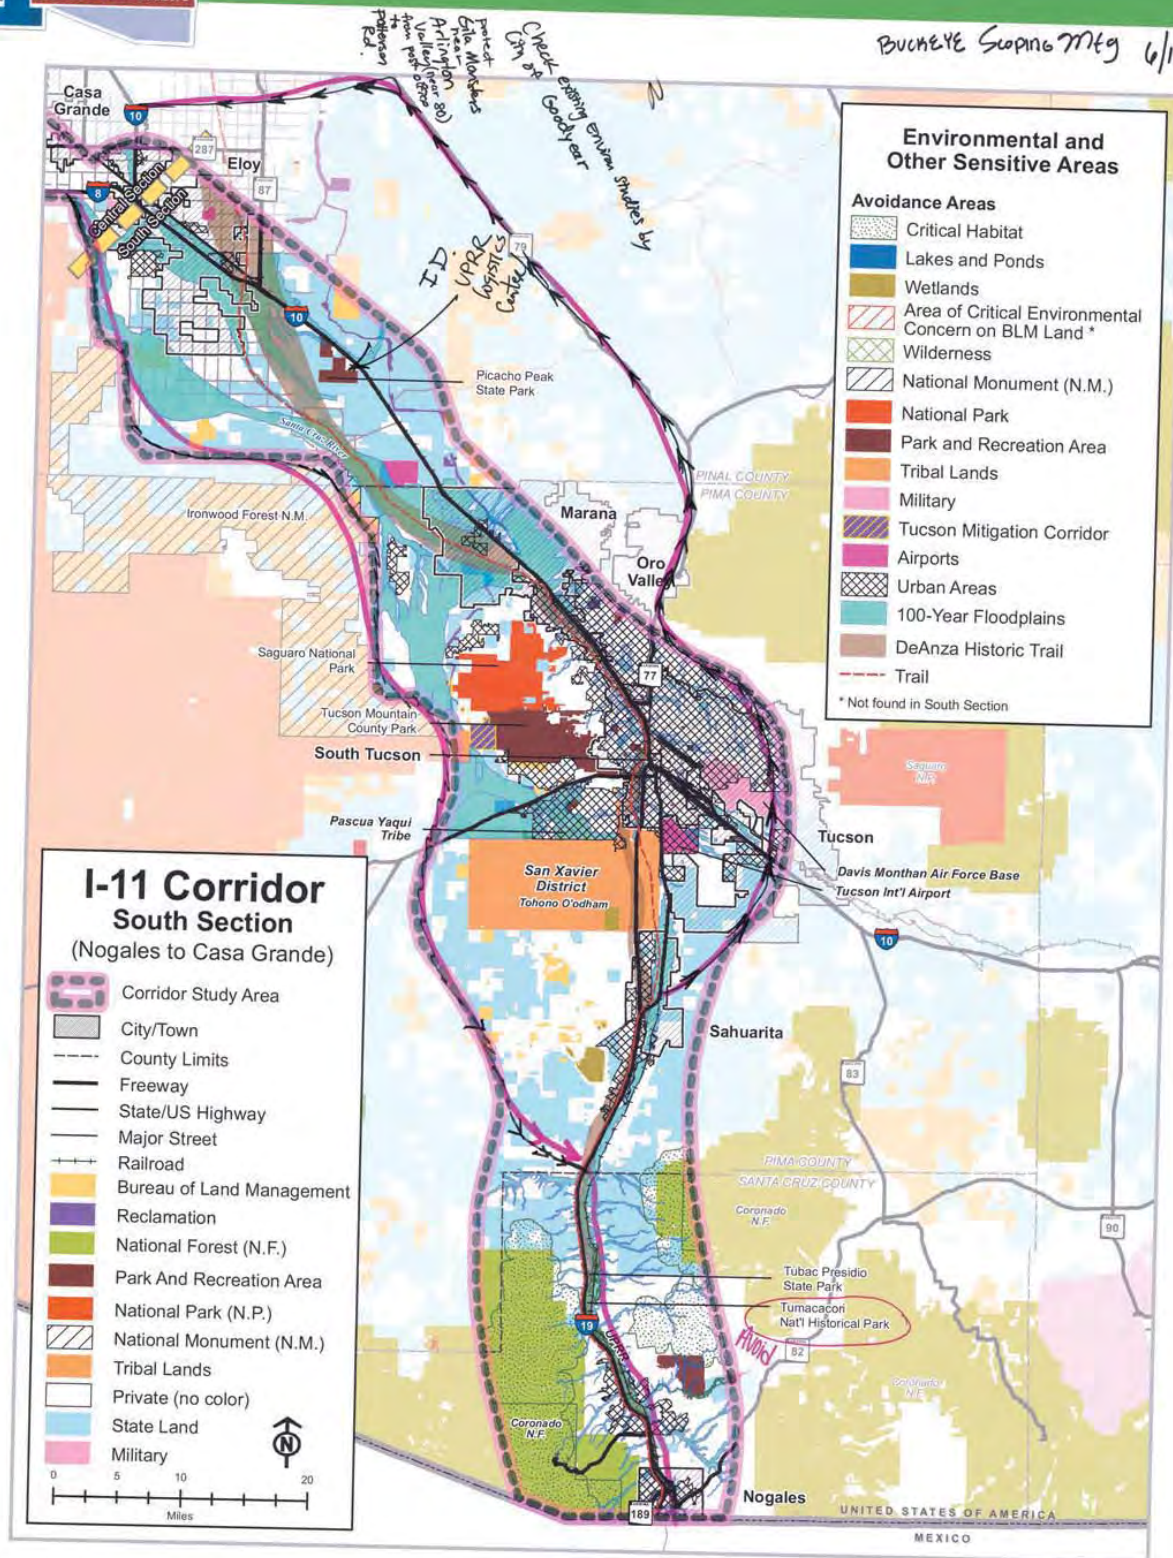 BUCKEYE Scoping Mtg 6/1
Check existing environ studies by
City of Goodyear
protect
Gila Monsters
near
Arlington
Valley (near 80)
from post office
to
Patterson
Rd.
I.D.
UPRR
Logistics
Center
Casa
Grande
10
287
Eloy
87
8
Central Section
South Section
79
10
Picacho Peak
State Park
Santa Cruz River
PINAL COUNTY
PIMA COUNTY
Ironwood Forest N.M.
Marana
Oro
Valley
Saguaro National
Park
77
Tucson Mountain
County Park
South Tucson
Saguaro
N.F.
Pascua Yaqui
Tribe
Tucson
San Xavier
District
Tohono O'odham
Davis Monthan Air Force Base
Tucson Int'l Airport
10
Sahuarita
83
PIMA COUNTY
SANTA CRUZ COUNTY
Coronado
N.F.
90
Tubac Presidio
State Park
Tumacacori
Nat'l Historical Park
Avoid
82
19
UPRR
Coronado
N.F.
Coronado
N.F.
Nogales
189
UNITED STATES OF AMERICA
MEXICO
Environmental and
Other Sensitive Areas
Avoidance Areas
Critical Habitat
Lakes and Ponds
Wetlands
Area of Critical Environmental
Concern on BLM Land *
Wilderness
National Monument (N.M.)
National Park
Park and Recreation Area
Tribal Lands
Military
Tucson Mitigation Corridor
Airports
Urban Areas
100-Year Floodplains
DeAnza Historic Trail
Trail
* Not found in South Section
I-11 Corridor
South Section
(Nogales to Casa Grande)
Corridor Study Area
City/Town
County Limits
Freeway
State/US Highway
Major Street
Railroad
Bureau of Land Management
Reclamation
National Forest (N.F.)
Park And Recreation Area
National Park (N.P.)
National Monument (N.M.)
Tribal Lands
Private (no color)
State Land
Military
N
0 5 10 20
Miles